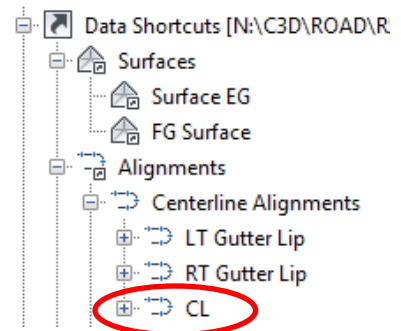 Data Shortcuts [N:\C3D\ROAD\R
Surfaces
Surface EG
FG Surface
Alignments
Centerline Alignments
LT Gutter Lip
RT Gutter Lip
CL